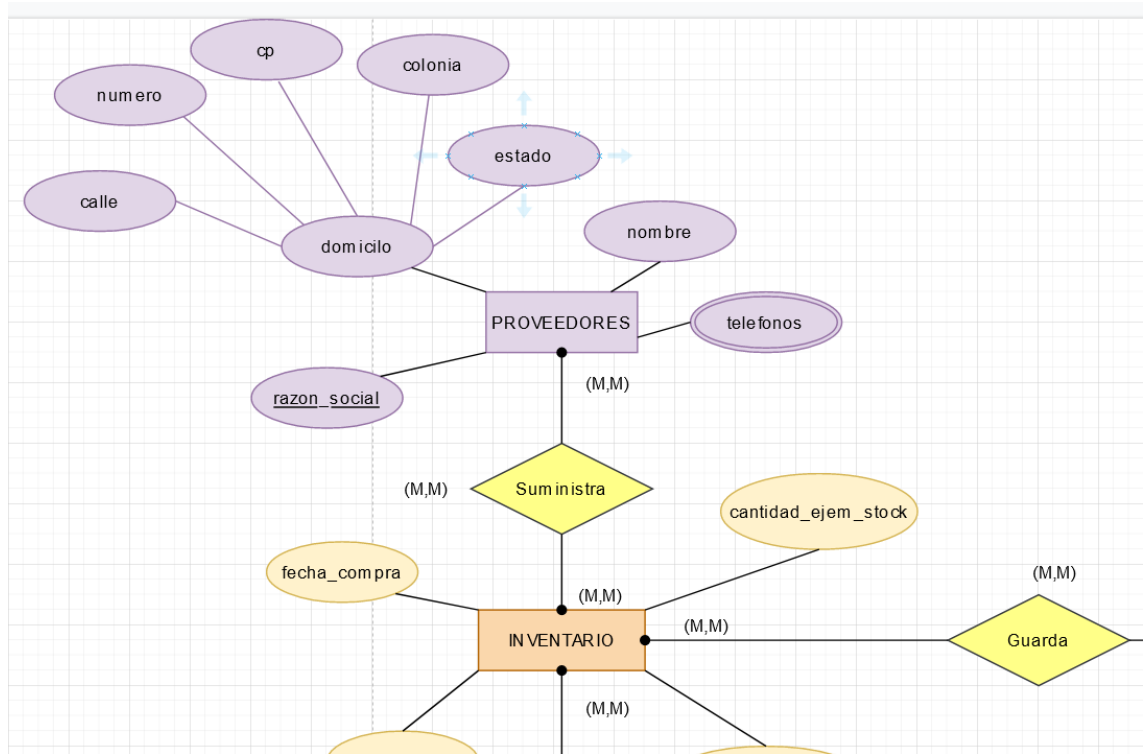 cp
colonia
numero
estado
calle
nombre
domicilo
PROVEEDORES
telefonos
razon_social
(M,M)
(M,M)
Suministra
cantidad_ejem_stock
fecha_compra
(M,M)
(M,M)
(M,M)
INVENTARIO
Guarda
(M,M)